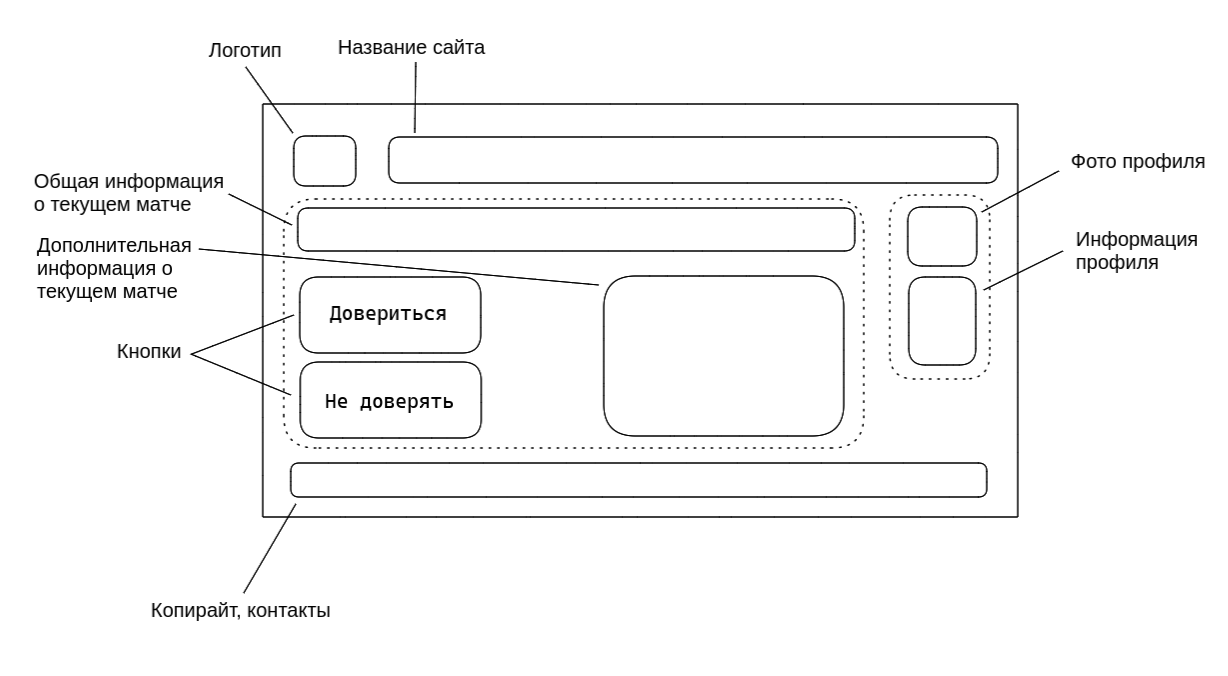 Логотип
Название сайта
Общая информация
о текущем матче
Фото профиля
Дополнительная
информация о
текущем матче
Информация
профиля
Довериться
Кнопки
Не доверять
Копирайт, контакты